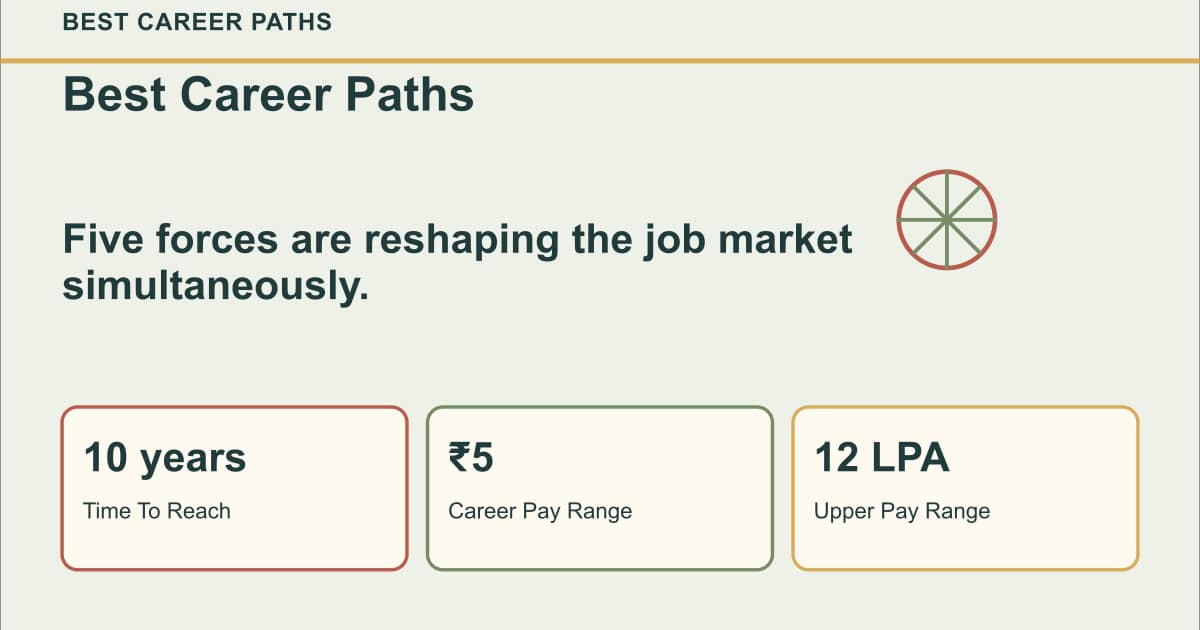 BEST CAREER PATHS
Best Career Paths
Five forces are reshaping the job market
simultaneously.
10 years
Time To Reach
₹5
Career Pay Range
12 LPA
Upper Pay Range